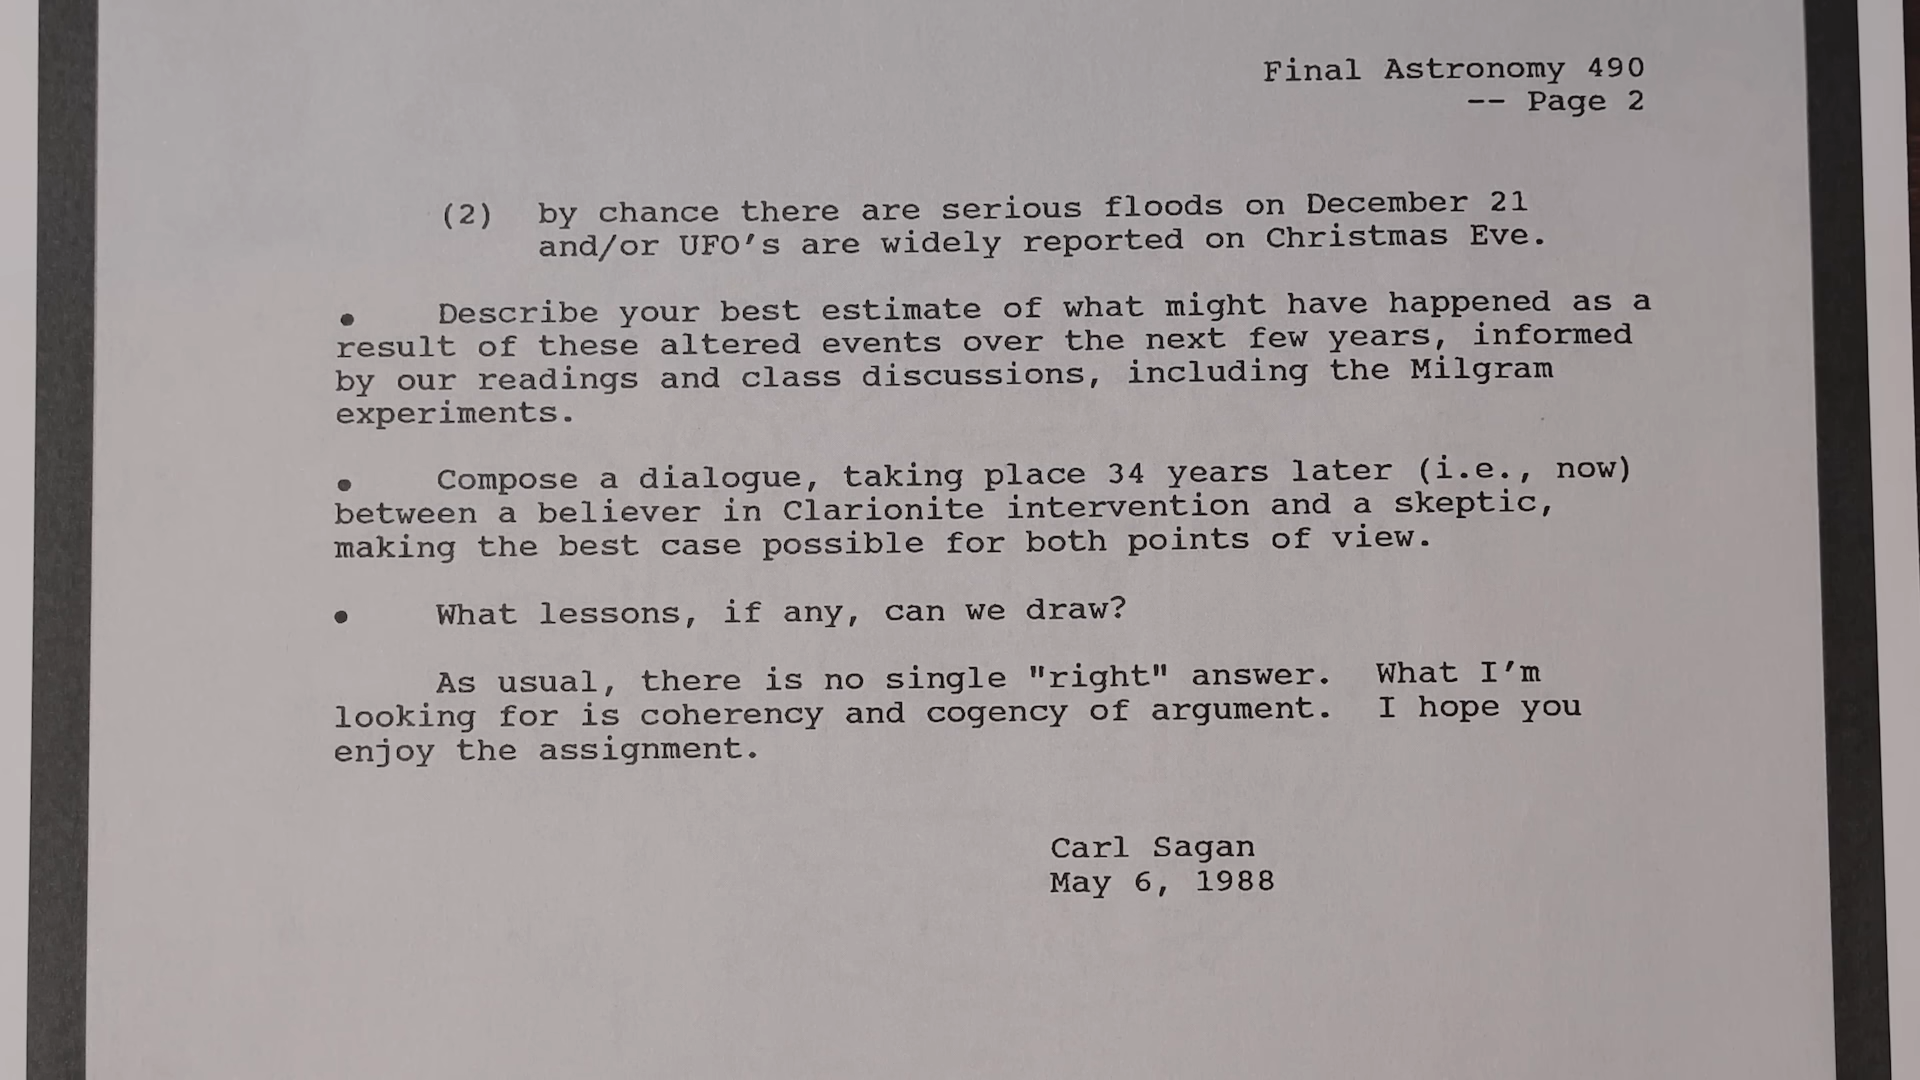 Final Astronomy 490
-- Page 2
(2) by chance there are serious floods on December 21
and/or UFO's are widely reported on Christmas Eve.
• Describe your best estimate of what might have happened as a
result of these altered events over the next few years, informed
by our readings and class discussions, including the Milgram
experiments.
• Compose a dialogue, taking place 34 years later (i.e., now)
between a believer in Clarionite intervention and a skeptic,
making the best case possible for both points of view.
• What lessons, if any, can we draw?
As usual, there is no single "right" answer. What I'm
looking for is coherency and cogency of argument. I hope you
enjoy the assignment.
Carl Sagan
May 6, 1988